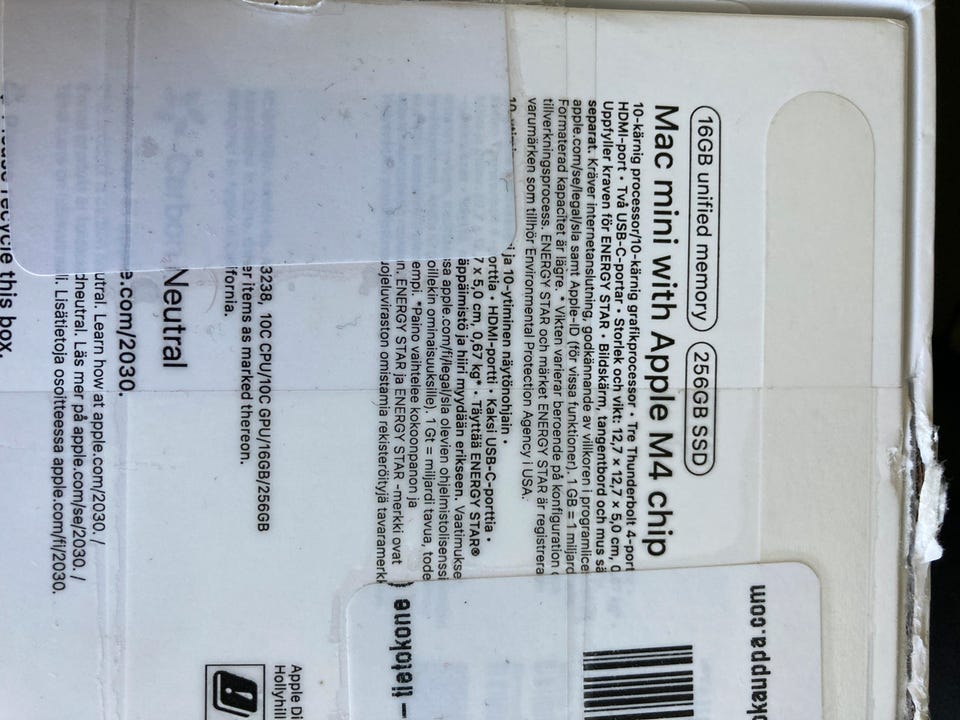 16GB unified memory 256GB SSD
Mac mini with Apple M4 chip
10-kärnig processor/10-kärnig grafikprocessor • Tre Thunderbolt 4-port
HDMI-port • Två USB-C-portar • Storlek och vikt: 12,7 x 12,7 x 5,0 cm, 0
Uppfyller kraven för ENERGY STAR • Bildskärm, tangentbord och mus sä
separat. Kräver internetanslutning, godkännande av villkoren i programlice
apple.com/se/legal/sla samt Apple-ID (för vissa funktioner). 1 GB = 1 miljard
Formaterad kapacitet är lägre. • Vikten varierar beroende på konfiguration o
tillverkningsprocess. ENERGY STAR och märket ENERGY STAR är registrera
varumärken som tillhör Environmental Protection Agency i USA.
i ja 10-ytiminen näytönohjain •
orttia • HDMI-portti • Kaksi USB-C-porttia •
7 x 5,0 cm, 0,67 kg* • Täyttää ENERGY STAR®
äppäimistö ja hiiri myydään erikseen. Vaatimukse
sa apple.com/fi/legal/sla olevien ohjelmistolisenssi
oillekin ominaisuuksille). 1 Gt = miljardi tavua, tode
empi. *Paino vaihtelee kokoonpanon ja
n. ENERGY STAR ja ENERGY STAR -merkki ovat
uojeluviraston omistamia rekisteröityjä tavaramerk
3238, 10C CPU/10C GPU/16GB/256GB
er items as marked thereon.
ifornia.
Neutral
e.com/2030.
utral. Learn how at apple.com/2030. /
dneutral. Läs mer på apple.com/se/2030. /
li. Lisätietoja osoitteessa apple.com/fi/2030.
recycle this box.
Apple Di
Hollyhill
okauppa.com
tietokone –